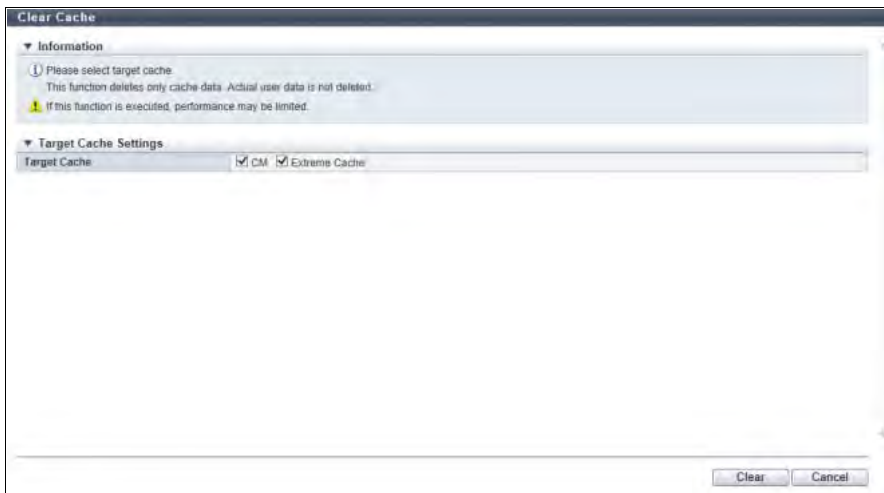 Clear Cache
Information
Please select target cache.
This function deletes only cache data. Actual user data is not deleted.
If this function is executed, performance may be limited.
Target Cache Settings
Target Cache CM Extreme Cache
Clear Cancel